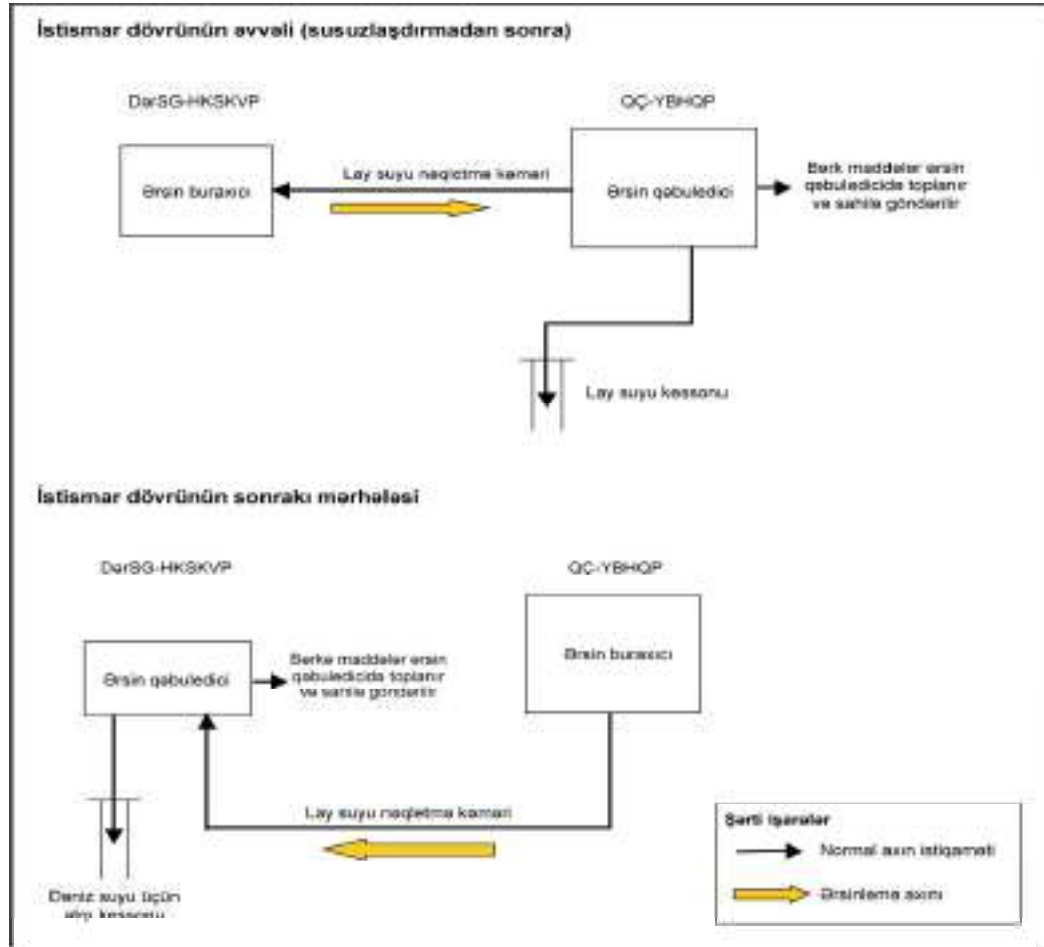 İstismar dövrünün əvvəli (susuzlaşdırmadan sonra)
DərSG-HKSKVP
QÇ-YBHQP
Ərsin buraxıcı
Lay suyu nəqletmə kəməri
Ərsin qəbuledici
Bərk maddələr ərsin
qəbuledicidə toplanır
və sahilə göndərilir
Lay suyu kessonu
İstismar dövrünün sonrakı mərhələsi
DərSG-HKSKVP
QÇ-YBHQP
Ərsin qəbuledici
Bərkə maddələr ərsin
qəbuledicidə toplanır
və sahilə göndərilir
Ərsin buraxıcı
Lay suyu nəqletmə kəməri
Dəniz suyu üçün
atqı kessonu
Şərti işarələr
Normal axın istiqaməti
Ərsinləmə axını